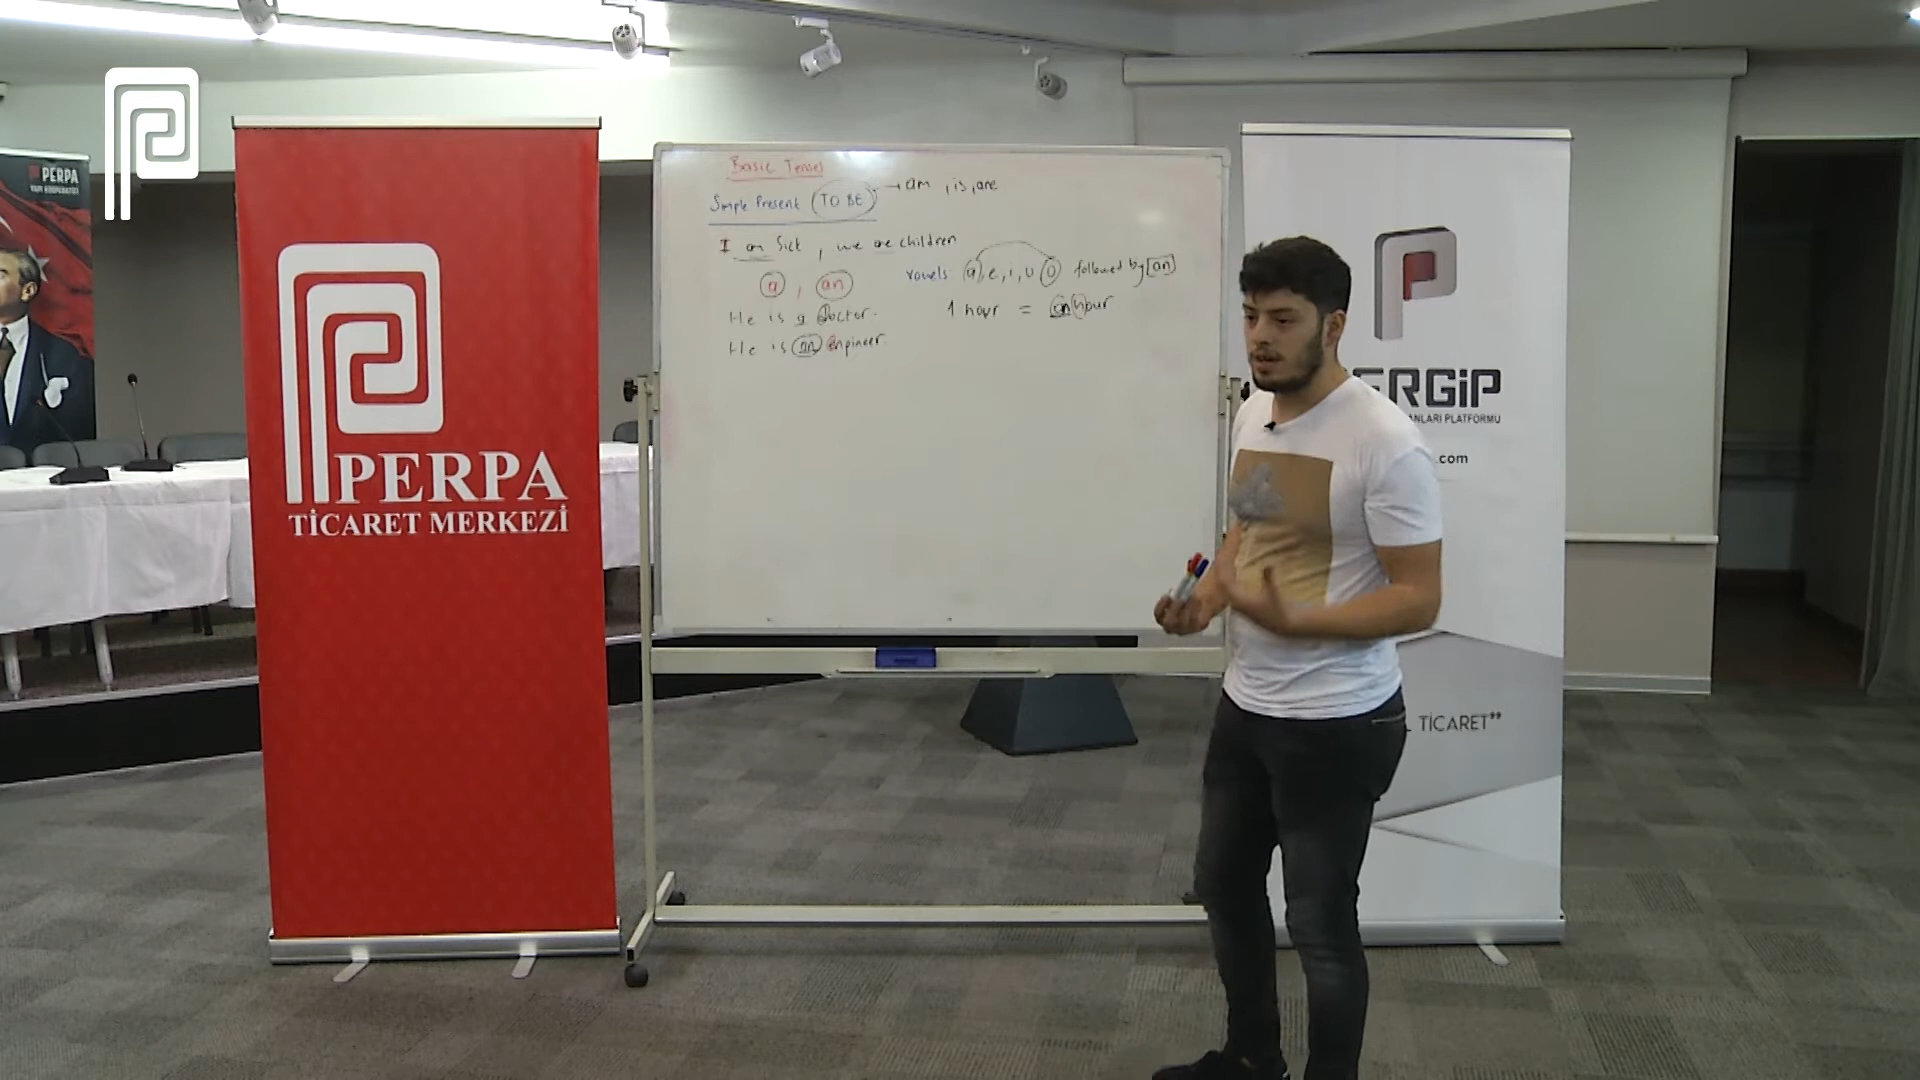 PERPA
Basic Tenses
Simple Present (TO BE) → am, is, are
I am sick, we are children
a, an
vowels: a, e, i, u, o followed by an
He is a doctor.
1 hour = an hour
He is an engineer.
PERPA
TİCARET MERKEZİ
ERGİP
ANLARI PLATFORMU
.com
TİCARET”